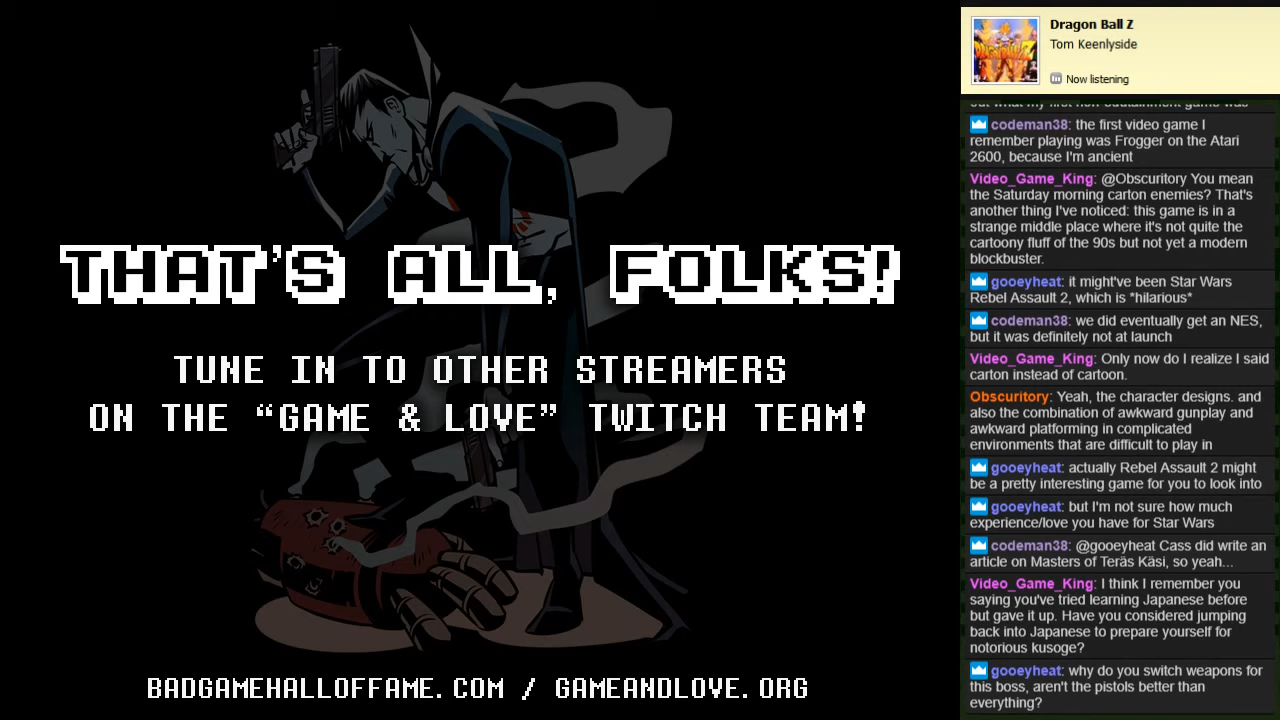 THAT'S ALL, FOLKS!
TUNE IN TO OTHER STREAMERS
ON THE “GAME & LOVE” TWITCH TEAM!
BADGAMEHALLOFFAME.COM / GAMEANDLOVE.ORG
Dragon Ball Z
Tom Keenlyside
Now listening
but what my first non-edutainment game was
codeman38: the first video game I
remember playing was Frogger on the Atari
2600, because I'm ancient
Video_Game_King: @Obscuritory You mean
the Saturday morning carton enemies? That's
another thing I've noticed: this game is in a
strange middle place where it's not quite the
cartoony fluff of the 90s but not yet a modern
blockbuster.
gooeyheat: it might've been Star Wars
Rebel Assault 2, which is *hilarious*
codeman38: we did eventually get an NES,
but it was definitely not at launch
Video_Game_King: Only now do I realize I said
carton instead of cartoon.
Obscuritory: Yeah, the character designs. and
also the combination of awkward gunplay and
awkward platforming in complicated
environments that are difficult to play in
gooeyheat: actually Rebel Assault 2 might
be a pretty interesting game for you to look into
gooeyheat: but I'm not sure how much
experience/love you have for Star Wars
codeman38: @gooeyheat Cass did write an
article on Masters of Teräs Käsi, so yeah...
Video_Game_King: I think I remember you
saying you've tried learning Japanese before
but gave it up. Have you considered jumping
back into Japanese to prepare yourself for
notorious kusoge?
gooeyheat: why do you switch weapons for
this boss, aren't the pistols better than
everything?